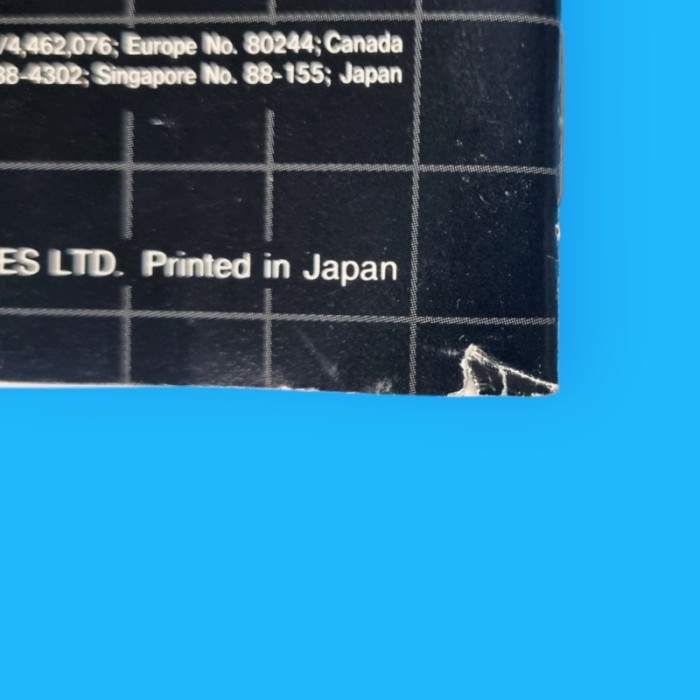 /4,462,076; Europe No. 80244; Canada
88-4302; Singapore No. 88-155; Japan
ES LTD. Printed in Japan